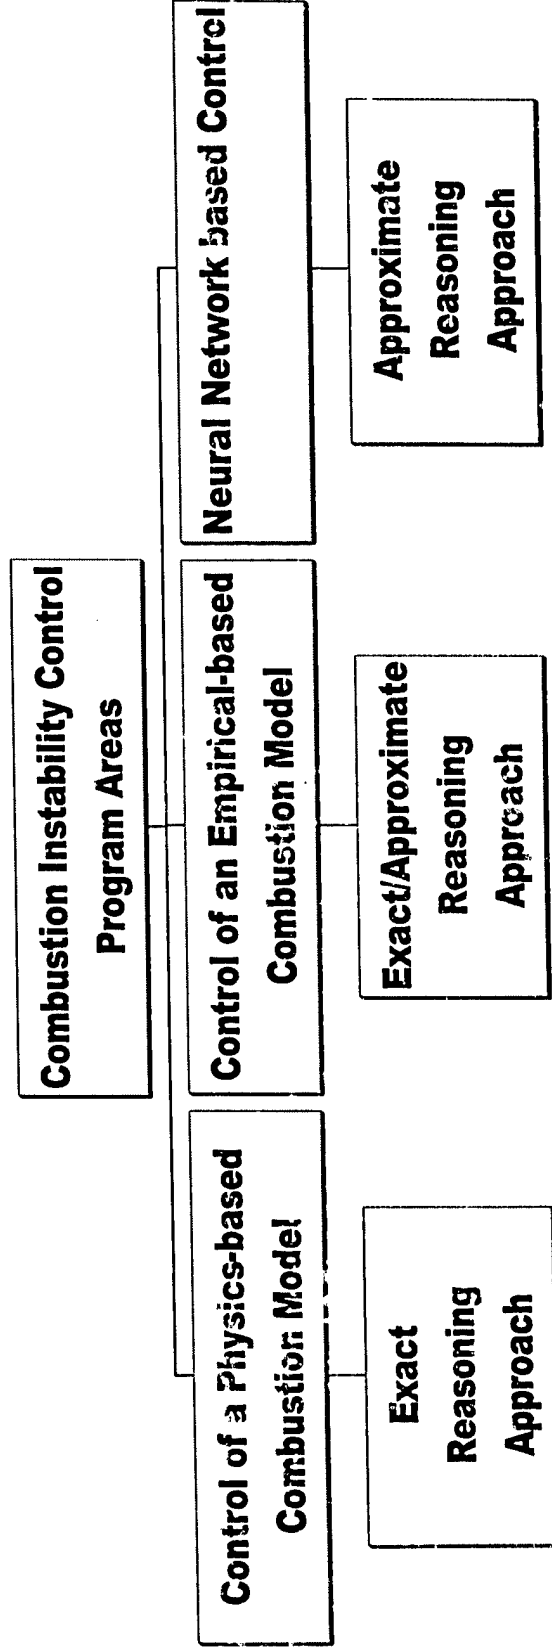 Combustion Instability Control
Program Areas
Control of a Physics-based
Combustion Model
Control of an Empirical-based
Combustion Model
Neural Network based Control
Exact
Reasoning
Approach
Exact/Approximate
Reasoning
Approach
Approximate
Reasoning
Approach